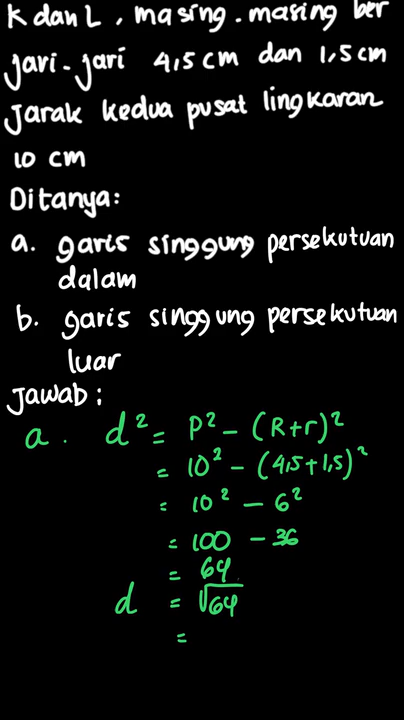 K dan L, masing-masing ber
jari-jari 4,5 cm dan 1,5 cm
Jarak kedua pusat lingkaran
10 cm
Ditanya:
a. garis singgung persekutuan
dalam
b. garis singgung persekutuan
luar
Jawab:
a. d² = P² - (R+r)²
= 10² - (4,5+1,5)²
= 10² - 6²
= 100 - 36
= 64
d = √64
=